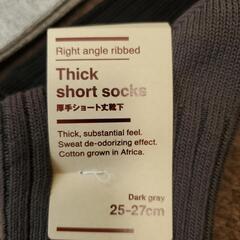 Right angle ribbed
Thick
short socks
厚手ショート丈靴下
Thick, substantial feel.
Sweat de-odorizing effect.
Cotton grown in Africa.
Dark gray
25-27cm